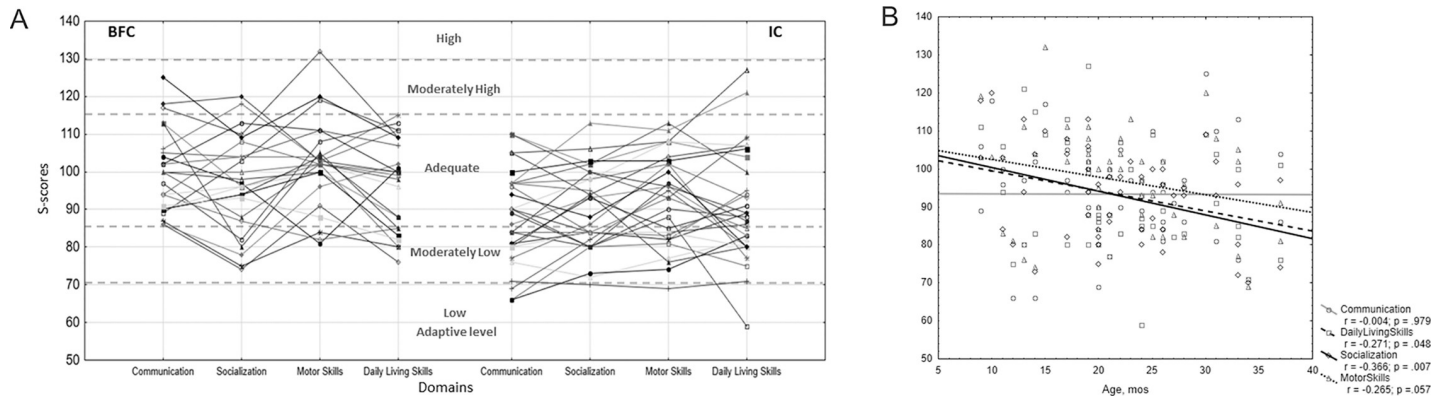 A
BFC
IC
140
130
120
110
100
90
80
70
60
50
S-scores
High
Moderately High
Adequate
Moderately Low
Low
Adaptive level
Communication Socialization Motor Skills Daily Living Skills Communication Socialization Motor Skills Daily Living Skills
Domains
B
140
130
120
110
100
90
80
70
60
50
5 10 15 20 25 30 35 40
Age, mos
Communication
r = -0.004; p = .979
DailyLivingSkills
r = -0.271; p = .048
Socialization
r = -0.366; p = .007
MotorSkills
r = -0.265; p =.057